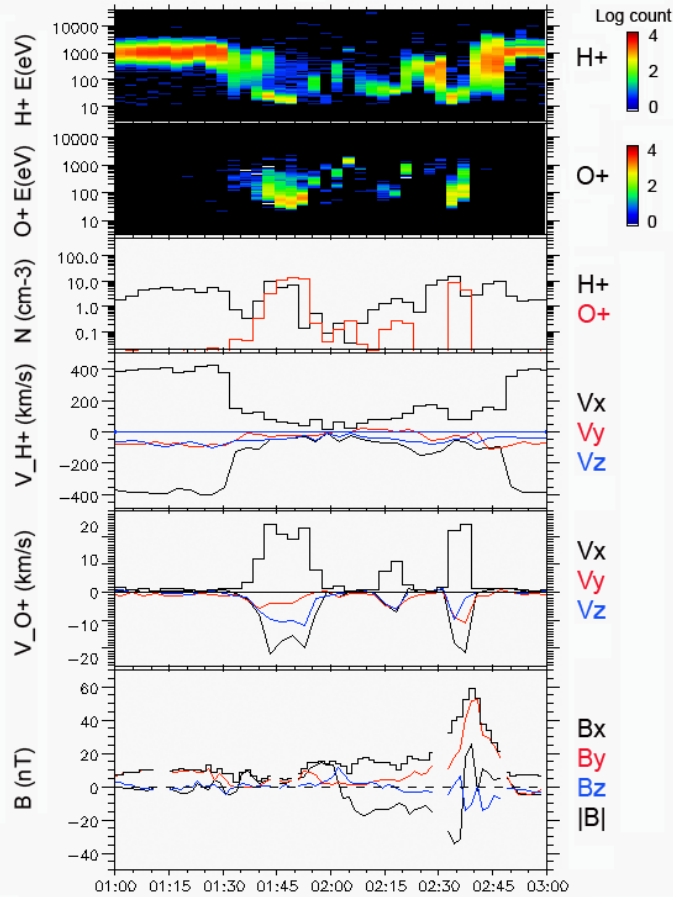 Log count
10000
1000
100
10
H+ E(eV)
H+
4
2
0
10000
1000
100
10
O+ E(eV)
O+
4
2
0
100.0
10.0
1.0
0.1
N (cm-3)
H+
O+
400
200
0
-200
-400
V_H+ (km/s)
Vx
Vy
Vz
20
10
0
-10
-20
V_O+ (km/s)
Vx
Vy
Vz
60
40
20
0
-20
-40
B (nT)
Bx
By
Bz
|B|
01:00 01:15 01:30 01:45 02:00 02:15 02:30 02:45 03:00